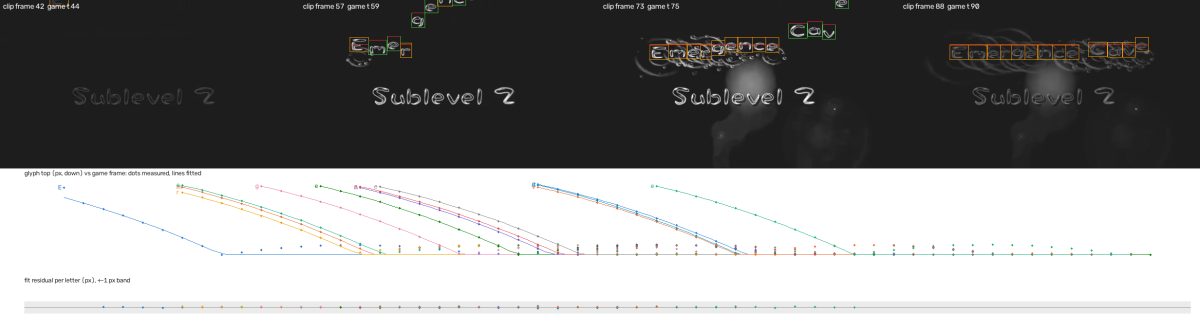 clip frame 42 game t 44
clip frame 57 game t 59
clip frame 73 game t 75
clip frame 88 game t 90
Sublevel 2
Emer
g
e
Sublevel 2
Emergence
Cav
e
Sublevel 2
Emergence Cave
Sublevel 2
glyph top (px, down) vs game frame: dots measured, lines fitted
E
r
g
e
e
fit residual per letter (px), +-1 px band